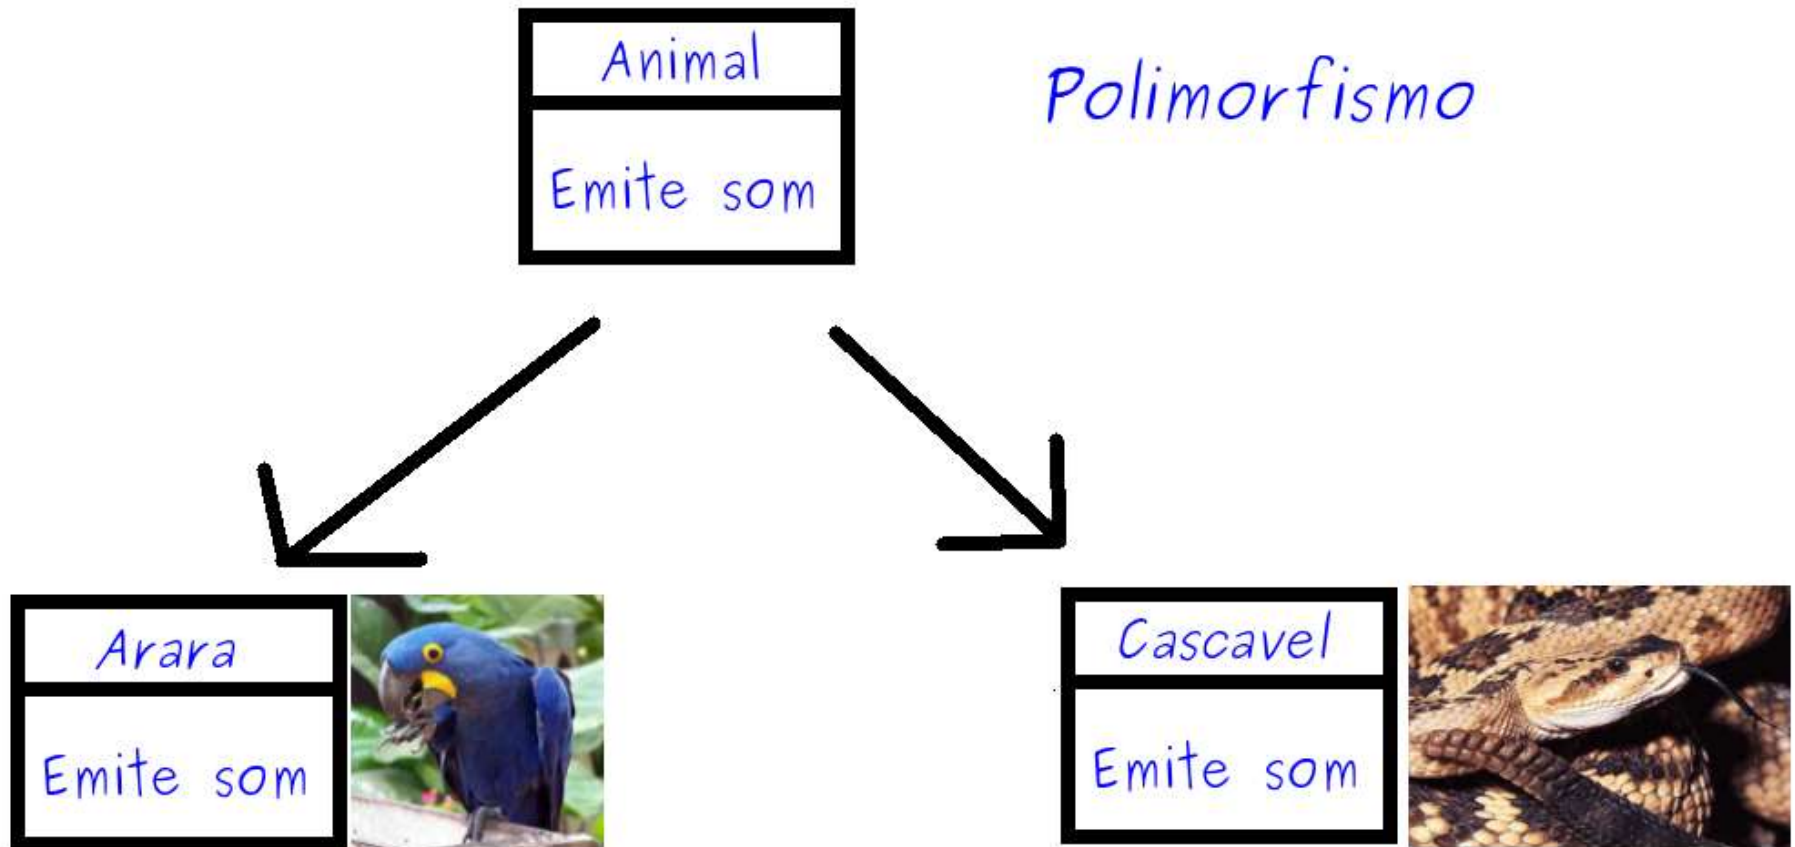 Animal
Polimorfismo
Emite som
Arara
Emite som
Cascavel
Emite som